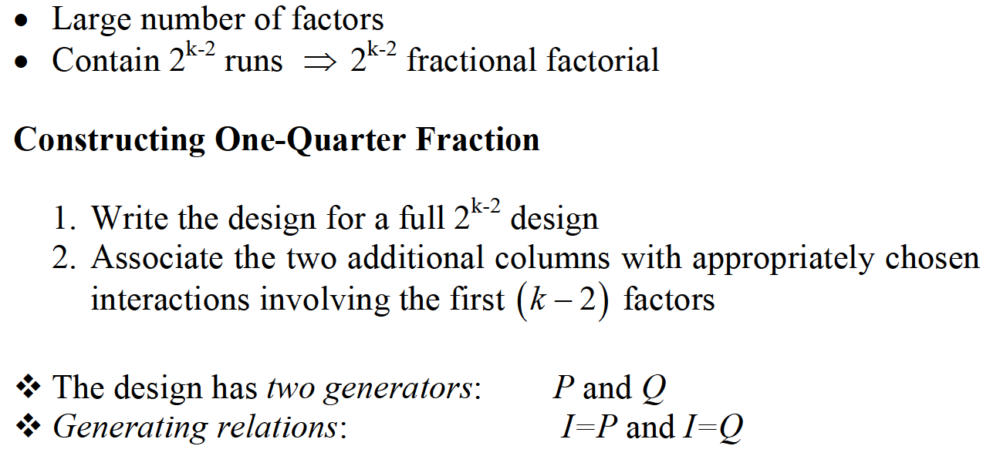 • Large number of factors
• Contain 2^{k-2} runs ⇒ 2^{k-2} fractional factorial
Constructing One-Quarter Fraction
1. Write the design for a full 2^{k-2} design
2. Associate the two additional columns with appropriately chosen
interactions involving the first (k – 2) factors
❖ The design has two generators: P and Q
❖ Generating relations: I=P and I=Q